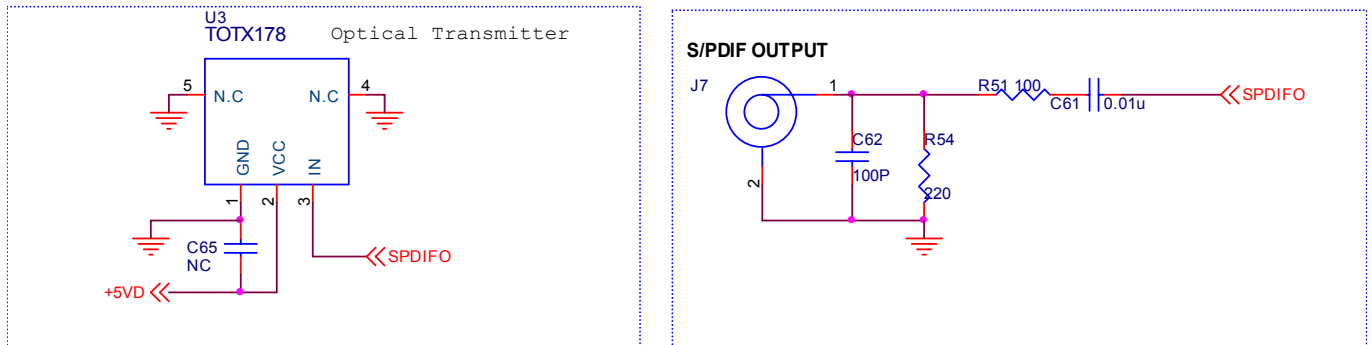 U3
TOTX178
Optical Transmitter
5
N.C
N.C
4
GND
VCC
IN
1
2
3
C65
NC
SPDIFO
+5VD
S/PDIF OUTPUT
J7
1
2
C62
100P
R54
220
R51 100
C61
0.01u
SPDIFO